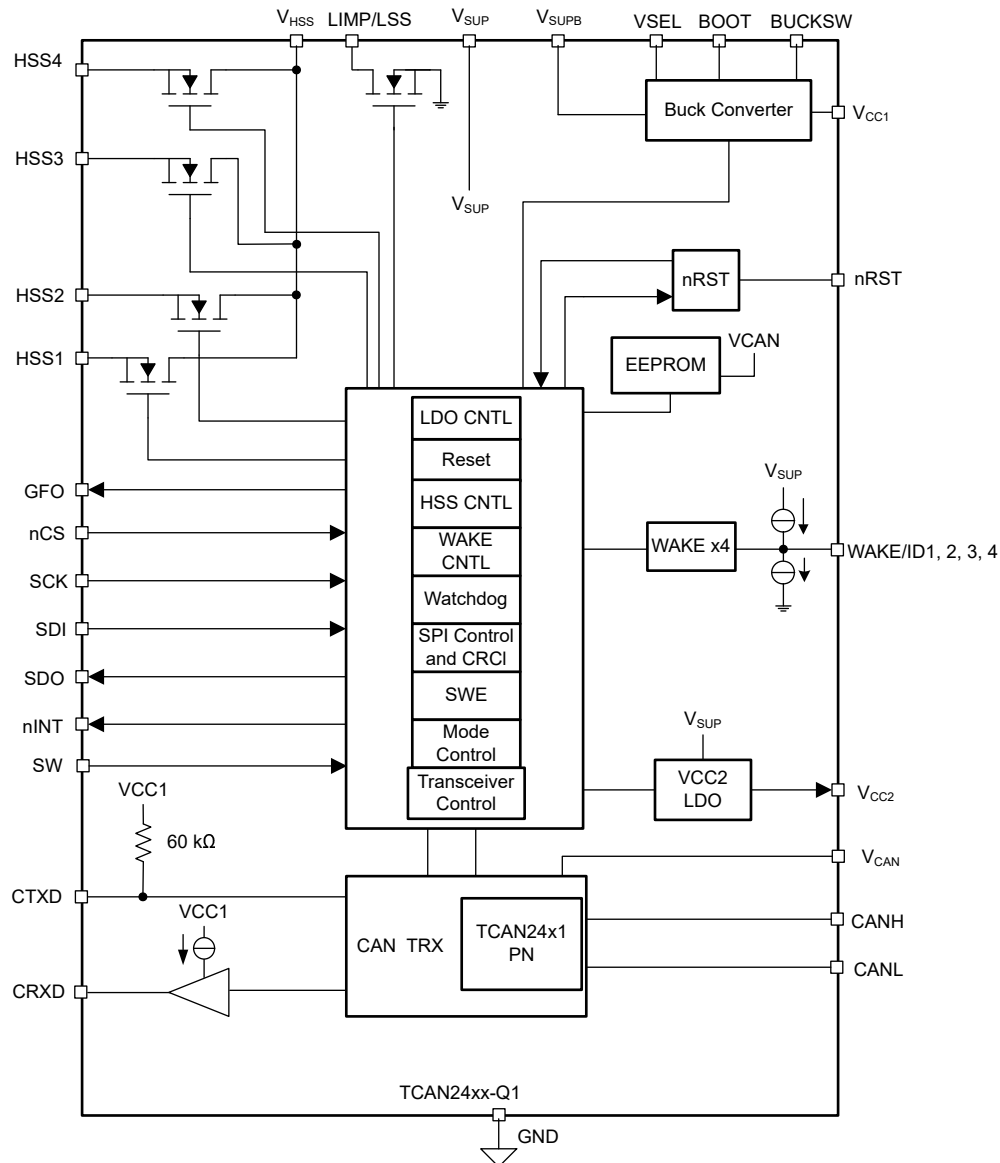 VHSS
LIMP/LSS
VSUP
VSUPB
VSEL
BOOT
BUCKSW
HSS4
Buck Converter
VCC1
HSS3
VSUP
nRST
nRST
HSS2
VCAN
HSS1
EEPROM
LDO CNTL
Reset
VSUP
GFO
HSS CNTL
nCS
WAKE
CNTL
WAKE x4
WAKE/ID1, 2, 3, 4
SCK
Watchdog
SDI
SPI Control
and CRCI
SDO
SWE
nINT
Mode
Control
VSUP
SW
Transceiver
Control
VCC2
LDO
VCC2
VCC1
60 kΩ
VCAN
CTXD
VCC1
CAN TRX
TCAN24x1
PN
CANH
CANL
CRXD
TCAN24xx-Q1
GND